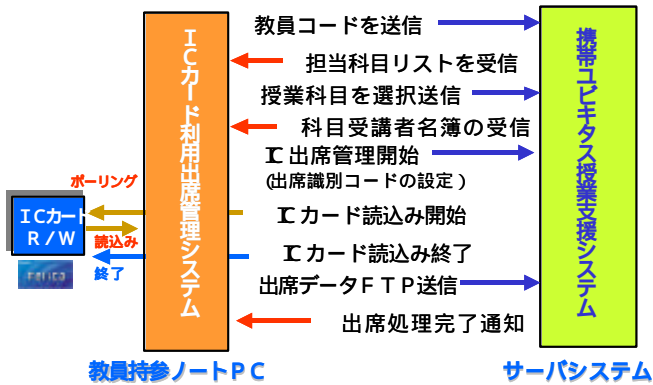 教員コードを送信
担当科目リストを受信
授業科目を選択送信
科目受講者名簿の受信
IC出席管理開始
(出席識別コードの設定)
ICカード読込み開始
ICカード読込み終了
出席データFTP送信
出席処理完了通知
ICカード利用出席管理システム
携帯ユビキタス授業支援システム
ポーリング
ICカード
R/W
読込み
終了
FeliCa
教員持参ノートPC
サーバシステム